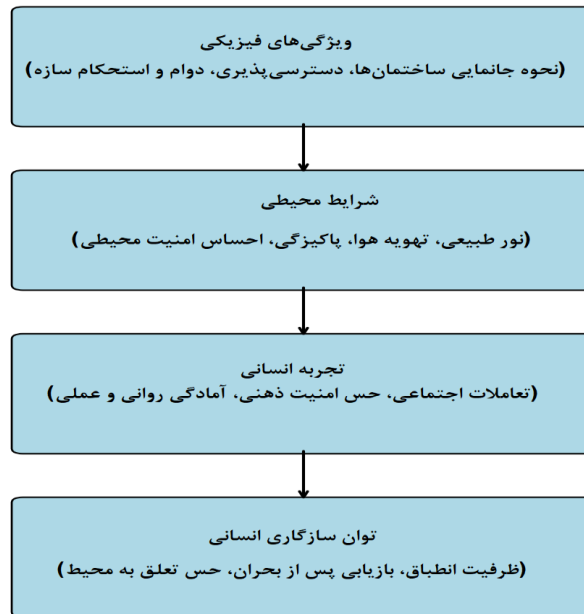 ویژگی‌های فیزیکی
(نحوه جانمایی ساختمان‌ها، دسترسی‌پذیری، دوام و استحکام سازه)
شرایط محیطی
(نور طبیعی، تهویه هوا، پاکیزگی، احساس امنیت محیطی)
تجربه انسانی
(تعاملات اجتماعی، حس امنیت ذهنی، آمادگی روانی و عملی)
توان سازگاری انسانی
(ظرفیت انطباق، بازیابی پس از بحران، حس تعلق به محیط)